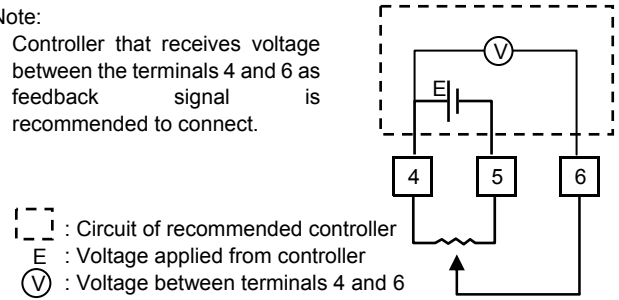 Note:
Controller that receives voltage
between the terminals 4 and 6 as
feedback signal is
recommended to connect.
V
E
4 5 6
: Circuit of recommended controller
E : Voltage applied from controller
V : Voltage between terminals 4 and 6